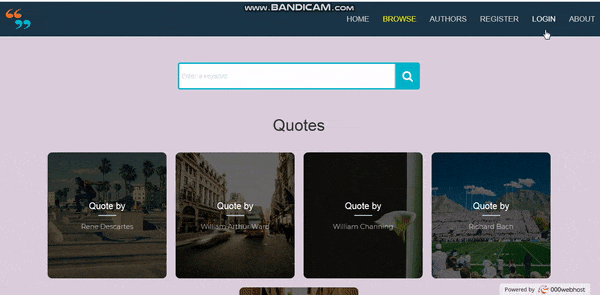 www.BANDICAM.com
HOME BROWSE AUTHORS REGISTER LOGIN ABOUT
Enter a keyword
Quotes
Quote by
Rene Descartes
Quote by
William Arthur Ward
Quote by
William Channing
Quote by
Richard Bach
Powered by 000webhost